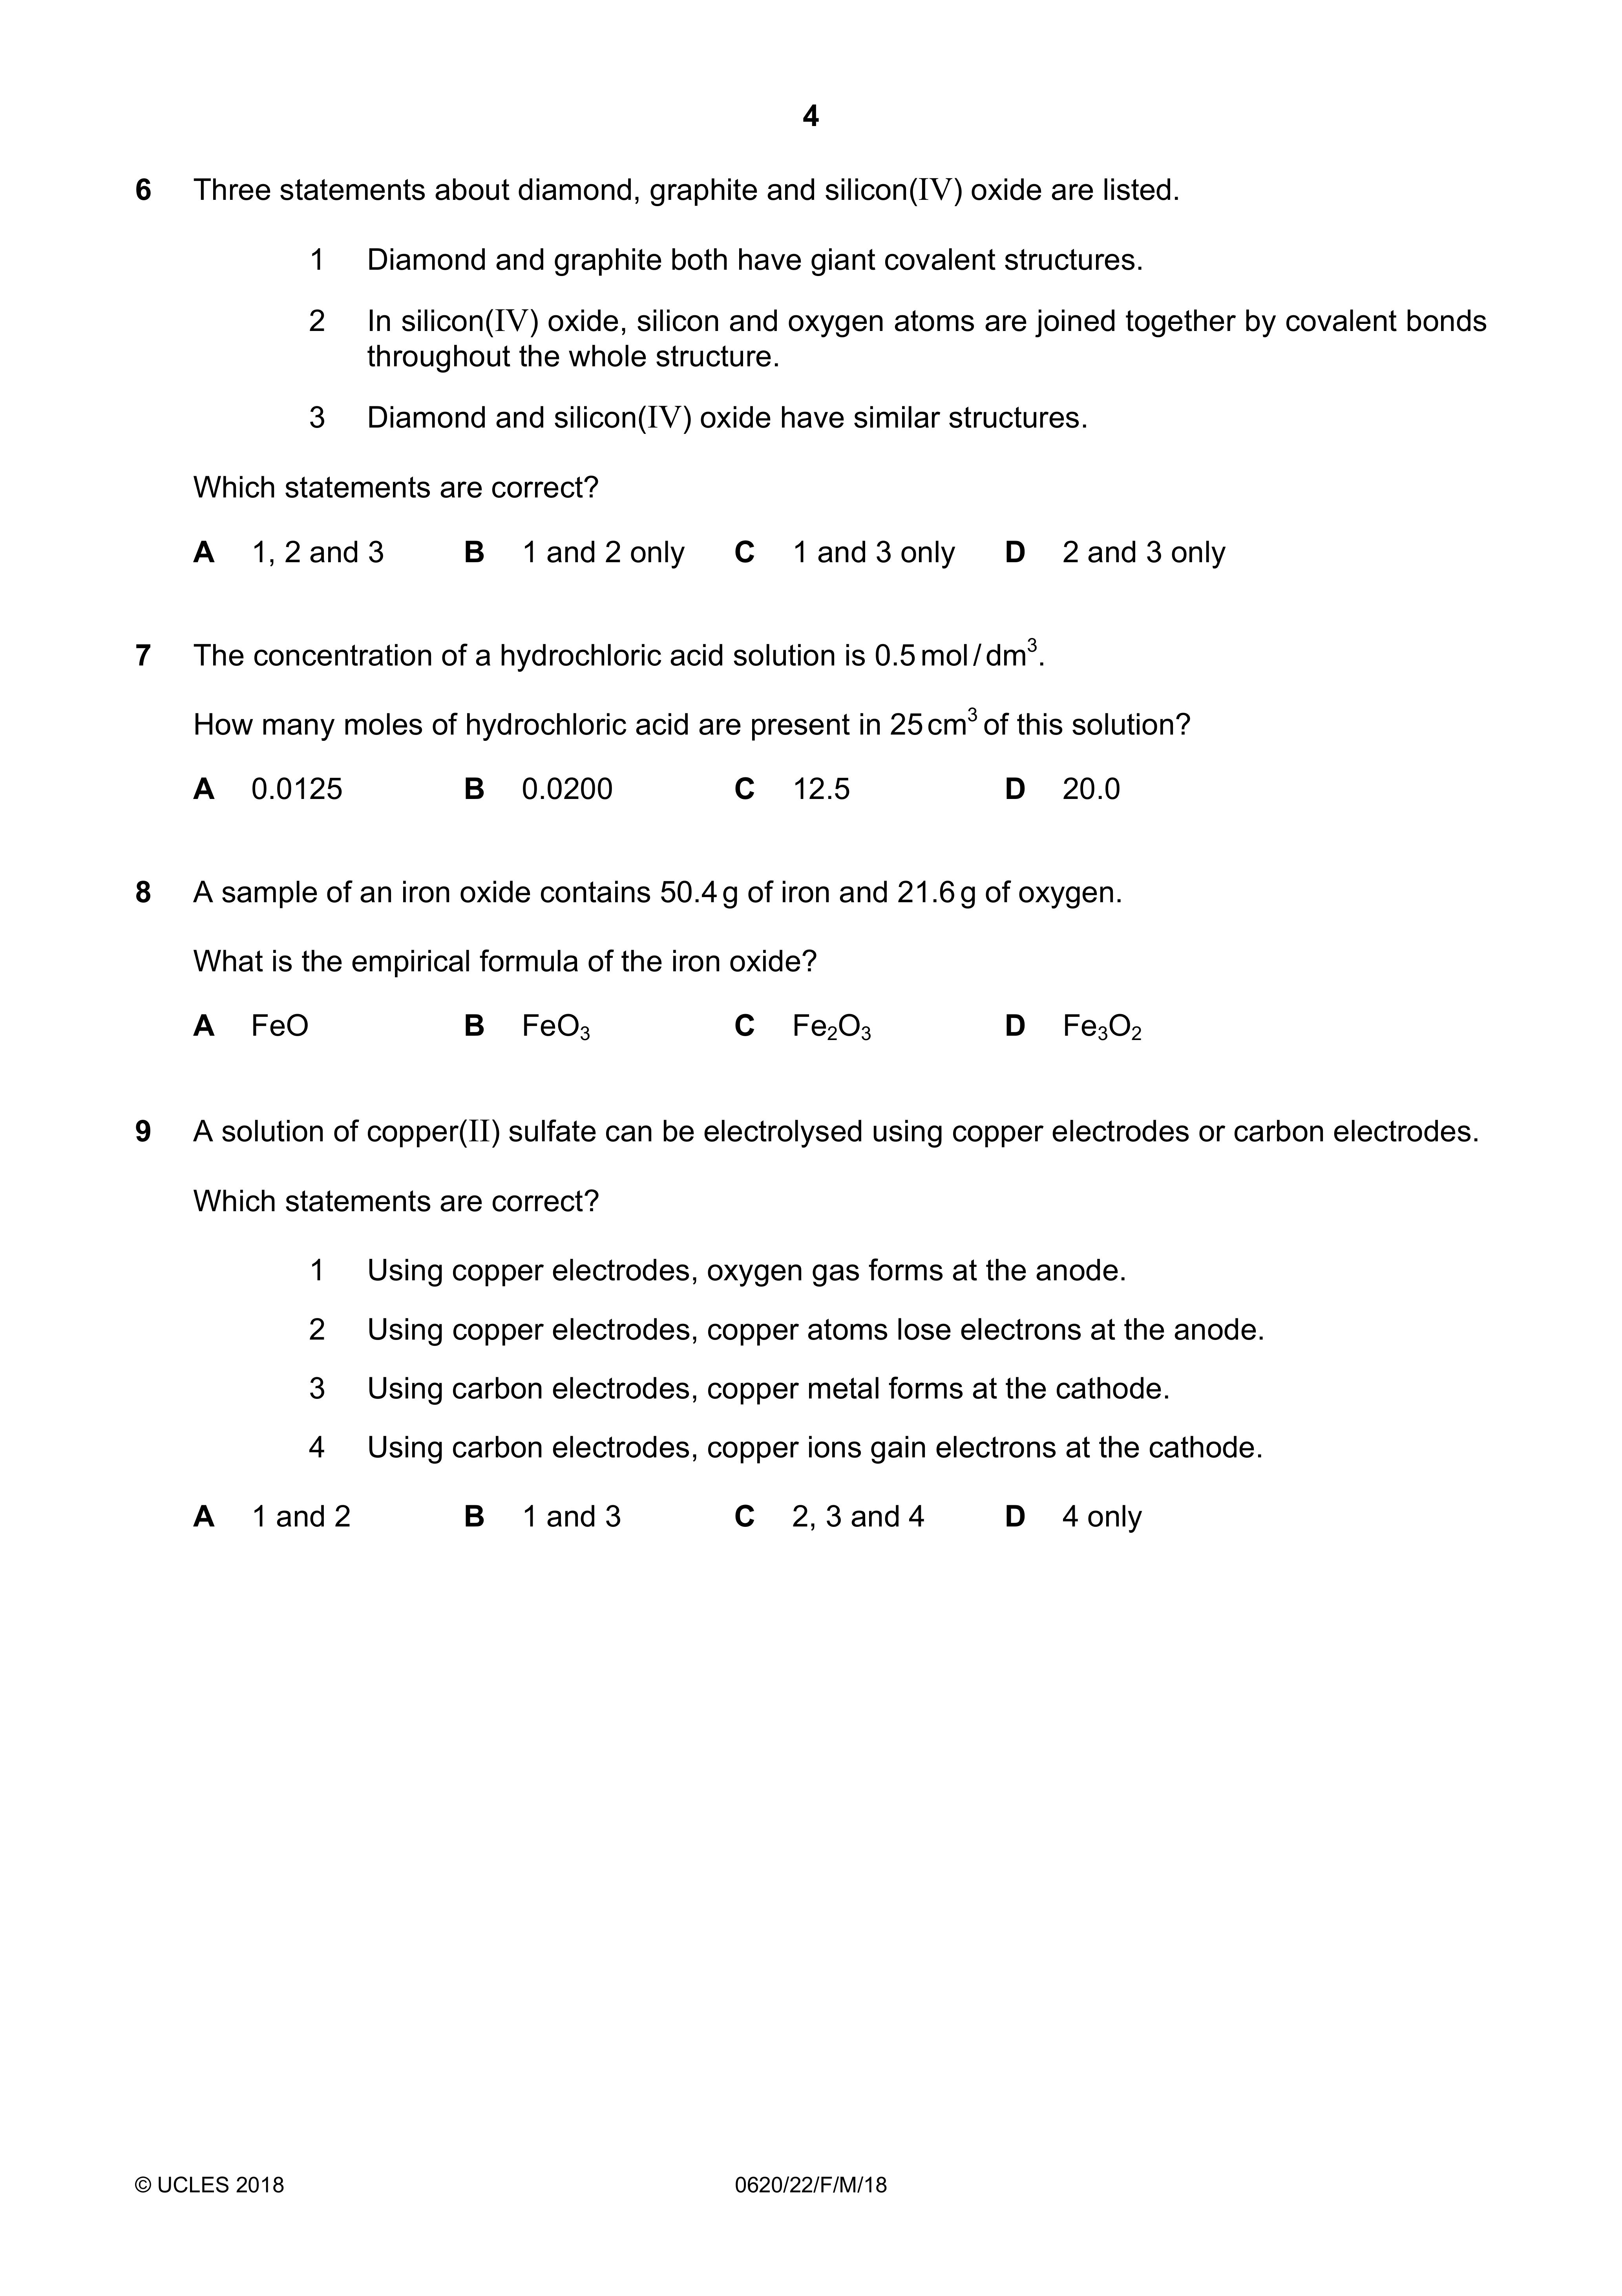 4
6 Three statements about diamond, graphite and silicon(IV) oxide are listed.
1 Diamond and graphite both have giant covalent structures.
2 In silicon(IV) oxide, silicon and oxygen atoms are joined together by covalent bonds
throughout the whole structure.
3 Diamond and silicon(IV) oxide have similar structures.
Which statements are correct?
A 1, 2 and 3 B 1 and 2 only C 1 and 3 only D 2 and 3 only
7 The concentration of a hydrochloric acid solution is 0.5 mol / dm³.
How many moles of hydrochloric acid are present in 25 cm³ of this solution?
A 0.0125 B 0.0200 C 12.5 D 20.0
8 A sample of an iron oxide contains 50.4 g of iron and 21.6 g of oxygen.
What is the empirical formula of the iron oxide?
A FeO B FeO₃ C Fe₂O₃ D Fe₃O₂
9 A solution of copper(II) sulfate can be electrolysed using copper electrodes or carbon electrodes.
Which statements are correct?
1 Using copper electrodes, oxygen gas forms at the anode.
2 Using copper electrodes, copper atoms lose electrons at the anode.
3 Using carbon electrodes, copper metal forms at the cathode.
4 Using carbon electrodes, copper ions gain electrons at the cathode.
A 1 and 2 B 1 and 3 C 2, 3 and 4 D 4 only
© UCLES 2018 0620/22/F/M/18